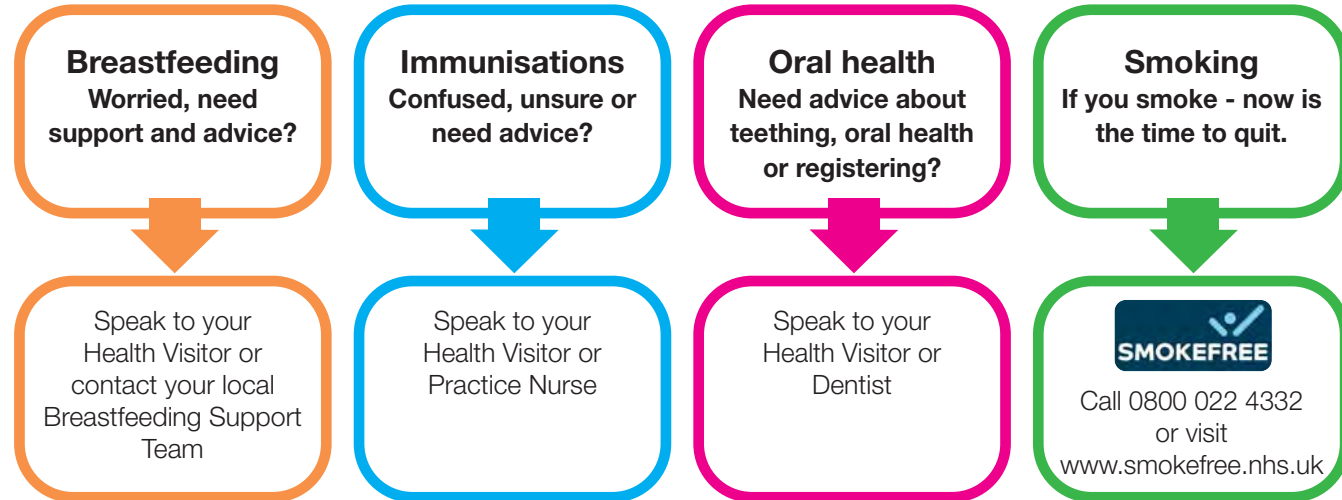 Breastfeeding
Worried, need
support and advice?
Speak to your
Health Visitor or
contact your local
Breastfeeding Support
Team
Immunisations
Confused, unsure or
need advice?
Speak to your
Health Visitor or
Practice Nurse
Oral health
Need advice about
teething, oral health
or registering?
Speak to your
Health Visitor or
Dentist
Smoking
If you smoke - now is
the time to quit.
SMOKEFREE
Call 0800 022 4332
or visit
www.smokefree.nhs.uk